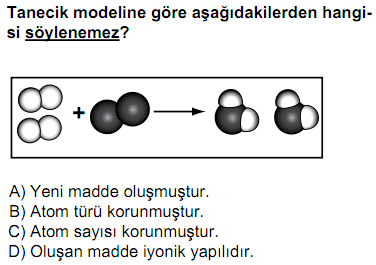 Tanecik modeline göre aşağıdakilerden hangi-
si söylenemez?
+
A) Yeni madde oluşmuştur.
B) Atom türü korunmuştur.
C) Atom sayısı korunmuştur.
D) Oluşan madde iyonik yapılıdır.